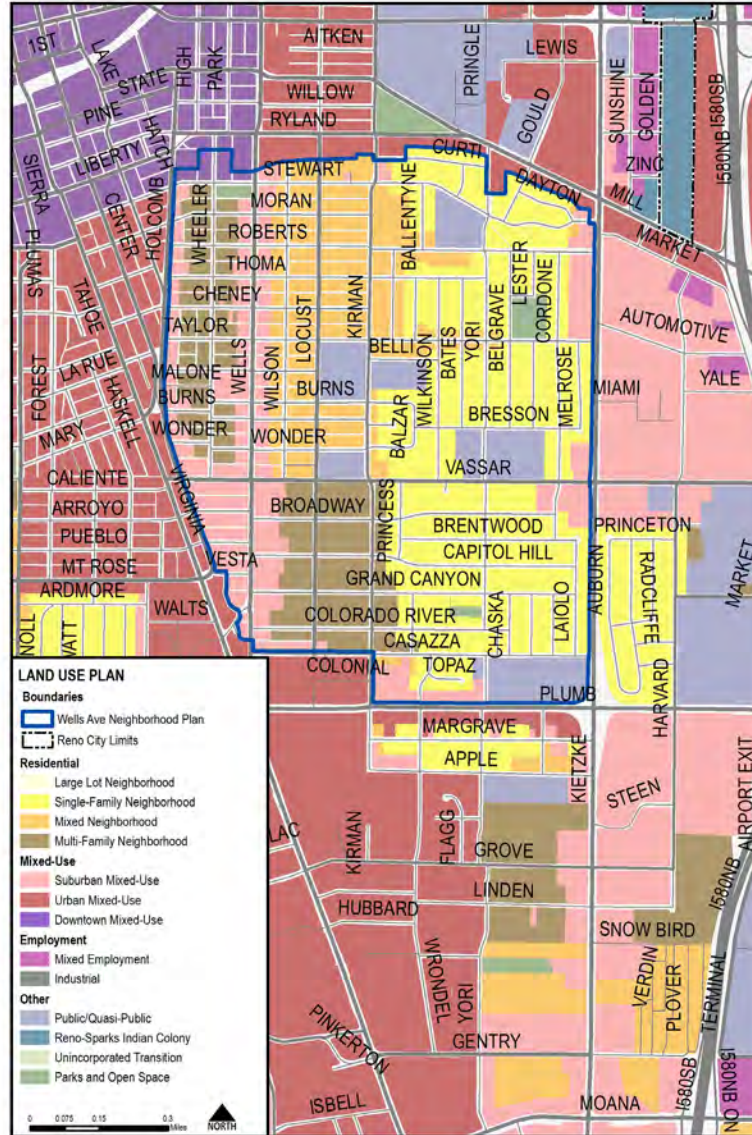 AITKEN
LEWIS
1ST
LAKE
HIGH
PARK
PRINGLE
STATE
WILLOW
SUNSHINE
GOLDEN
I580SB
I580NB
PINE
RYLAND
GOULD
HATCH
LIBERTY
CURTI
ZINC
SIERRA
STEWART
DAYTON
MILL
CENTER
HOLCOMB
WHEELER
MORAN
BALLENTYNE
MARKET
PLUMAS
ROBERTS
THOMA
LESTER
CORDONE
TAHOE
CHENEY
LOCUST
KIRMAN
BELGRAVE
AUTOMOTIVE
TAYLOR
WELLS
BELLI
WILKINSON
BATES
YORI
FOREST
LA RUE
MALONE
WILSON
MELROSE
MIAMI
YALE
HASKELL
BURNS
BURNS
BALZAR
BRESSON
MARY
WONDER
WONDER
VASSAR
CALIENTE
VIRGINIA
ARROYO
BROADWAY
PRINCESS
BRENTWOOD
PRINCETON
PUEBLO
CAPITOL HILL
RADCLIFFE
MARKET
MT ROSE
VESTA
GRAND CANYON
AUBURN
ARDMORE
WALTS
COLORADO RIVER
CHASKA
LAIOLO
NOLL
WATT
CASAZZA
COLONIAL
TOPAZ
HARVARD
PLUMB
MARGRAVE
APPLE
KIETZKE
STEEN
AIRPORT EXIT
LAC
KIRMAN
FLAGG
GROVE
LINDEN
I580NB
HUBBARD
SNOW BIRD
WRONDEL
YORI
VERDIN
PLOVER
TERMINAL
PINKERTON
GENTRY
I580SB
I580NB ON
ISBELL
MOANA
LAND USE PLAN
Boundaries
Wells Ave Neighborhood Plan
Reno City Limits
Residential
Large Lot Neighborhood
Single-Family Neighborhood
Mixed Neighborhood
Multi-Family Neighborhood
Mixed-Use
Suburban Mixed-Use
Urban Mixed-Use
Downtown Mixed-Use
Employment
Mixed Employment
Industrial
Other
Public/Quasi-Public
Reno-Sparks Indian Colony
Unincorporated Transition
Parks and Open Space
0 0.075 0.15 0.3
Miles
NORTH